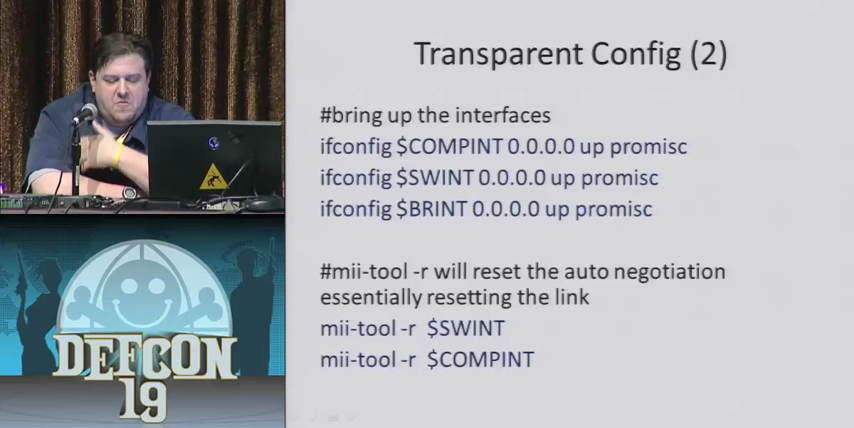 Transparent Config (2)
#bring up the interfaces
ifconfig $COMPINT 0.0.0.0 up promisc
ifconfig $SWINT 0.0.0.0 up promisc
ifconfig $BRINT 0.0.0.0 up promisc
#mii-tool -r will reset the auto negotiation
essentially resetting the link
mii-tool -r  $SWINT
mii-tool -r  $COMPINT
DEFCON
19